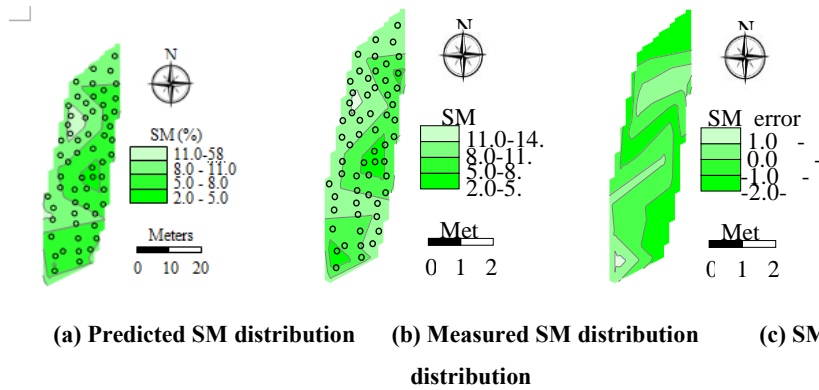 N
SM (%)
11.0-58
8.0 - 11.0
5.0 - 8.0
2.0 - 5.0
Meters
0 10 20
N
SM
11.0-14.
8.0-11.
5.0-8.
2.0-5.
Met
0 1 2
N
SM error
1.0 -
0.0 -
-1.0 -
-2.0-
Met
0 1 2
(a) Predicted SM distribution (b) Measured SM distribution (c) SM
distribution